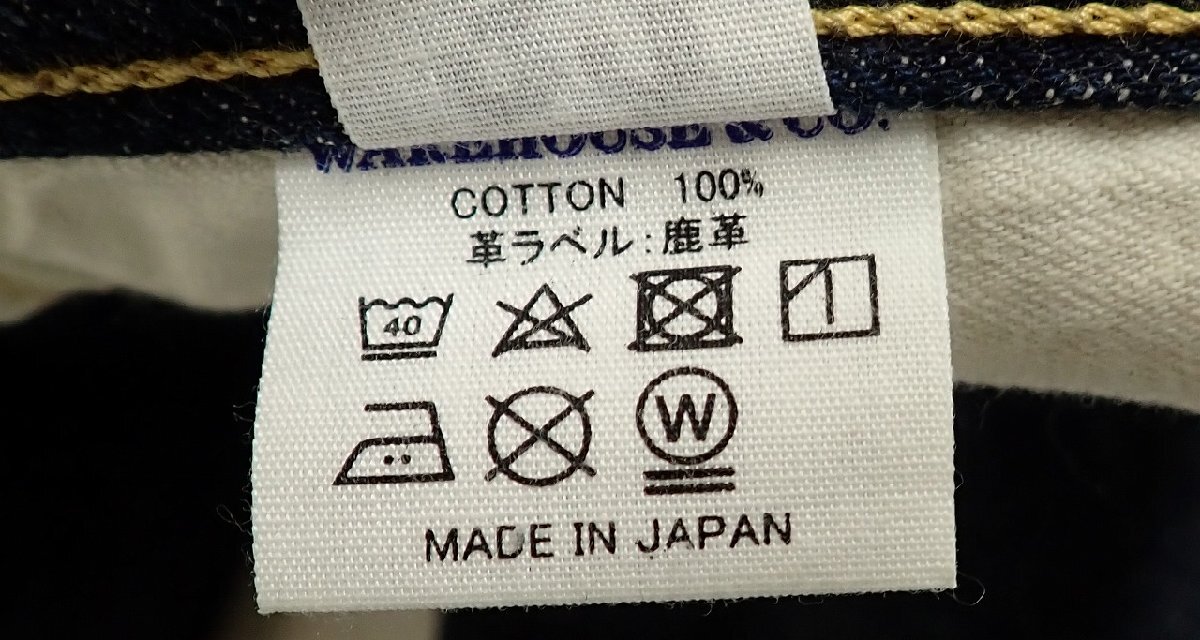 WAREHOUSE & CO.
COTTON 100%
革ラベル:鹿革
40
W
MADE IN JAPAN